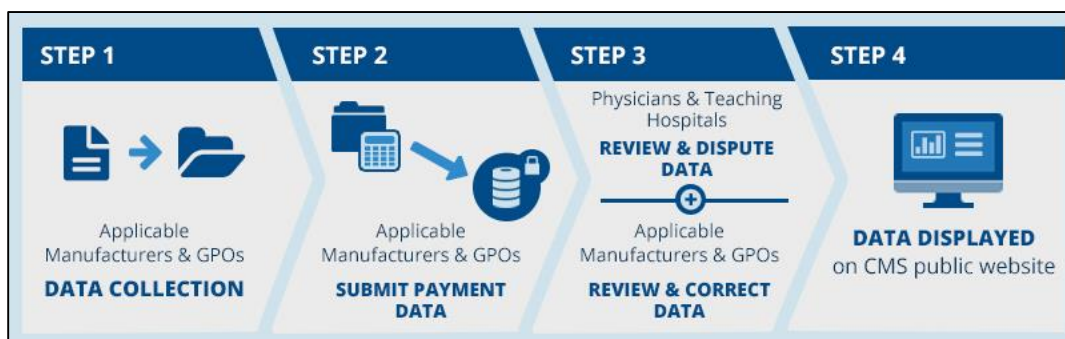 STEP 1
Applicable
Manufacturers & GPOs
DATA COLLECTION
STEP 2
Applicable
Manufacturers & GPOs
SUBMIT PAYMENT
DATA
STEP 3
Physicians & Teaching
Hospitals
REVIEW & DISPUTE
DATA
Applicable
Manufacturers & GPOs
REVIEW & CORRECT
DATA
STEP 4
DATA DISPLAYED
on CMS public website